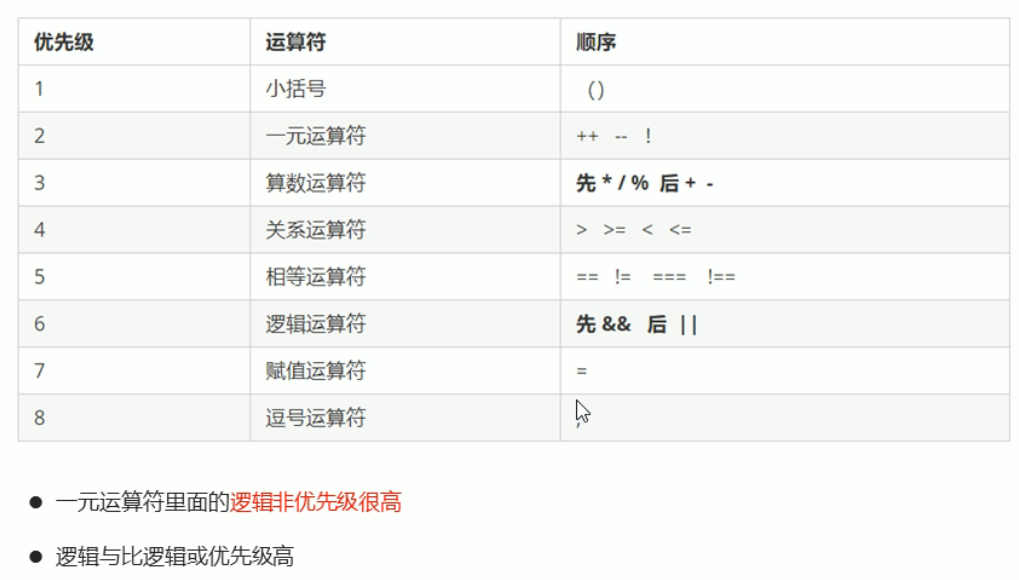 优先级 运算符 顺序
1 小括号 ()
2 一元运算符 ++ -- !
3 算数运算符 先 * / % 后 + -
4 关系运算符 > >= < <=
5 相等运算符 == != === !==
6 逻辑运算符 先 && 后 ||
7 赋值运算符 =
8 逗号运算符 ,
● 一元运算符里面的逻辑非优先级很高
● 逻辑与比逻辑或优先级高